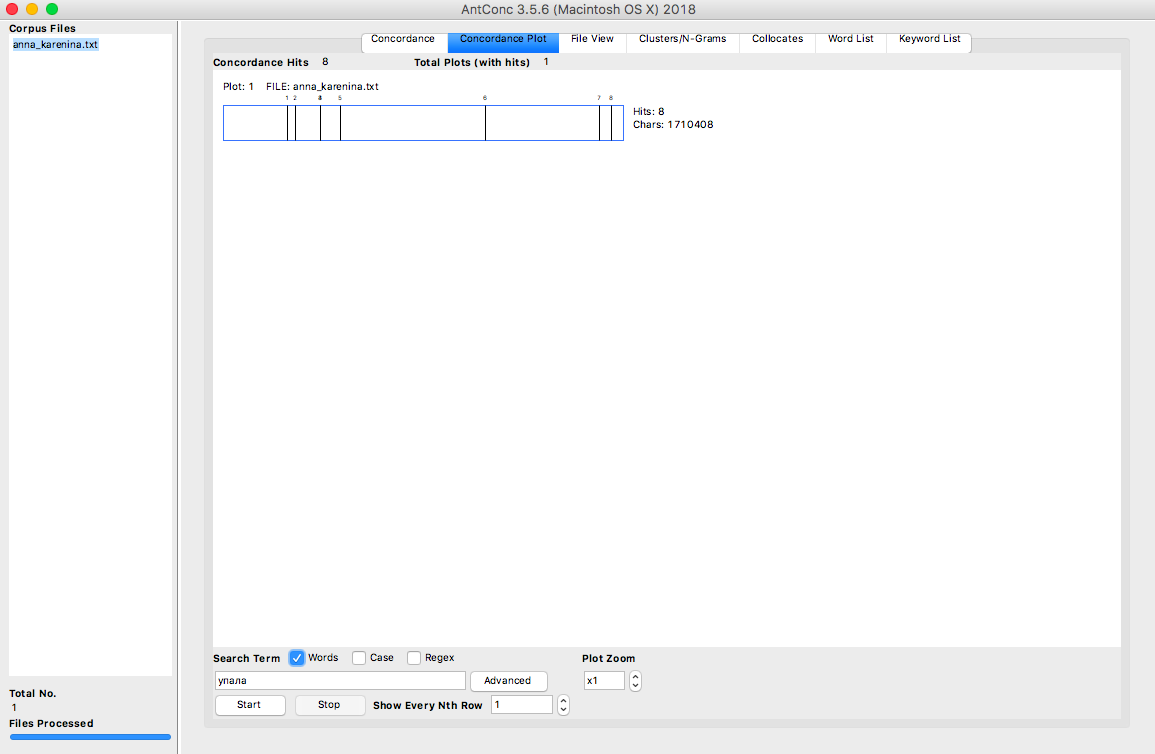 AntConc 3.5.6 (Macintosh OS X) 2018
Corpus Files
anna_karenina.txt
Concordance Concordance Plot File View Clusters/N-Grams Collocates Word List Keyword List
Concordance Hits 8 Total Plots (with hits) 1
Plot: 1 FILE: anna_karenina.txt
1 2 5 6 7 8
Hits: 8
Chars: 1710408
Search Term Words Case Regex Plot Zoom
упала Advanced x1
Start Stop Show Every Nth Row 1
Total No.
1
Files Processed